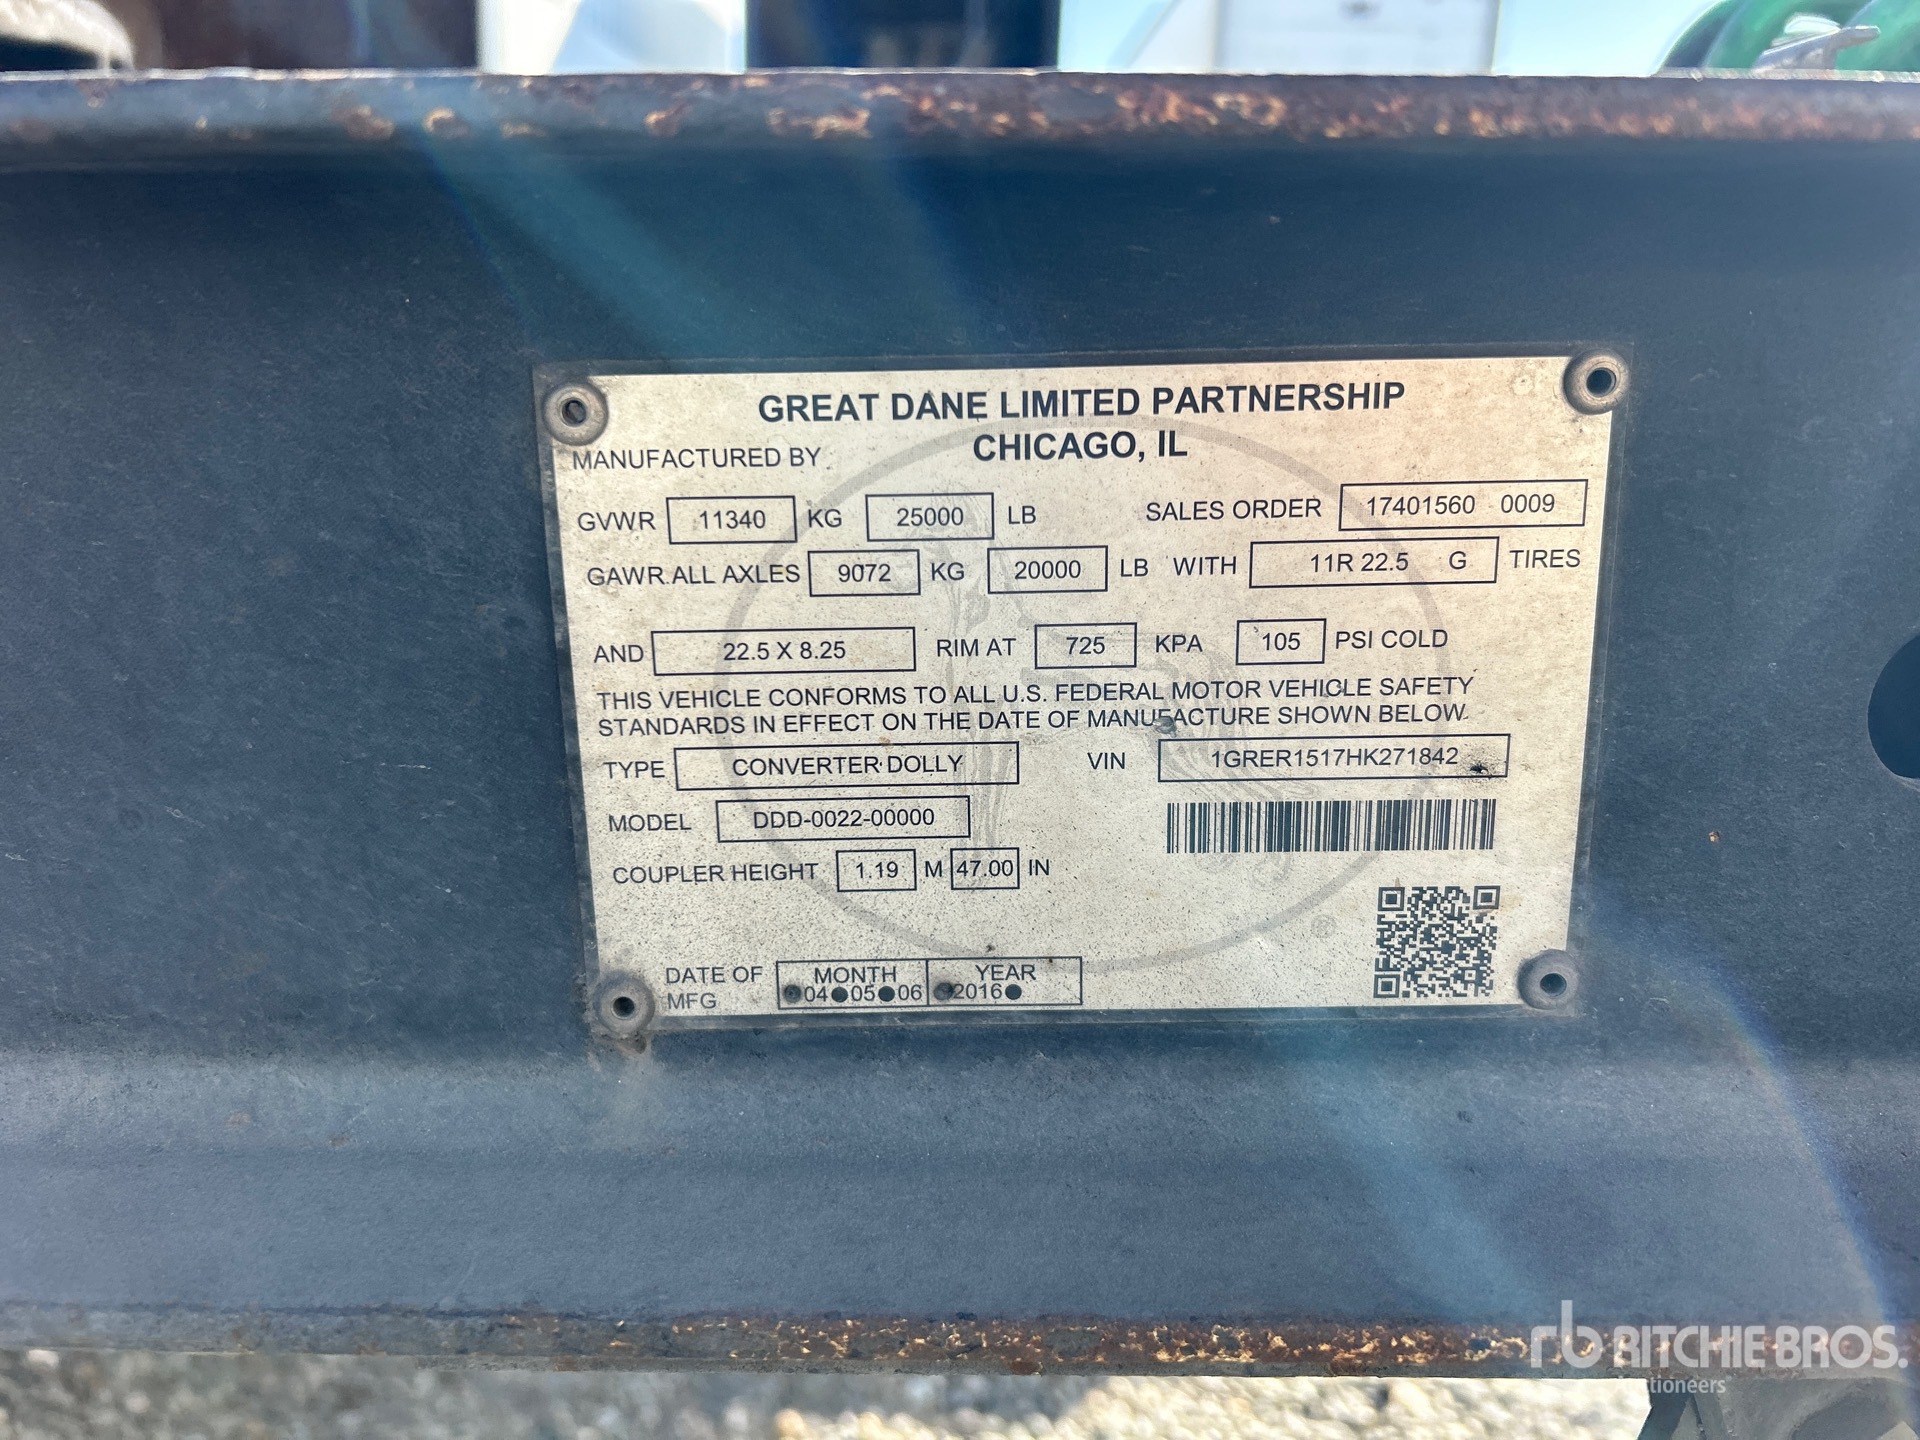 GREAT DANE LIMITED PARTNERSHIP
MANUFACTURED BY CHICAGO, IL
GVWR 11340 KG 25000 LB SALES ORDER 17401560 0009
GAWR ALL AXLES 9072 KG 20000 LB WITH 11R 22.5 G TIRES
AND 22.5 X 8.25 RIM AT 725 KPA 105 PSI COLD
THIS VEHICLE CONFORMS TO ALL U.S. FEDERAL MOTOR VEHICLE SAFETY
STANDARDS IN EFFECT ON THE DATE OF MANUFACTURE SHOWN BELOW
TYPE CONVERTER DOLLY VIN 1GRER1517HK271842
MODEL DDD-0022-00000
COUPLER HEIGHT 1.19 M 47.00 IN
®
DATE OF MONTH YEAR
MFG 04 05 06 2016
rb RITCHIE BROS.
Auctioneers